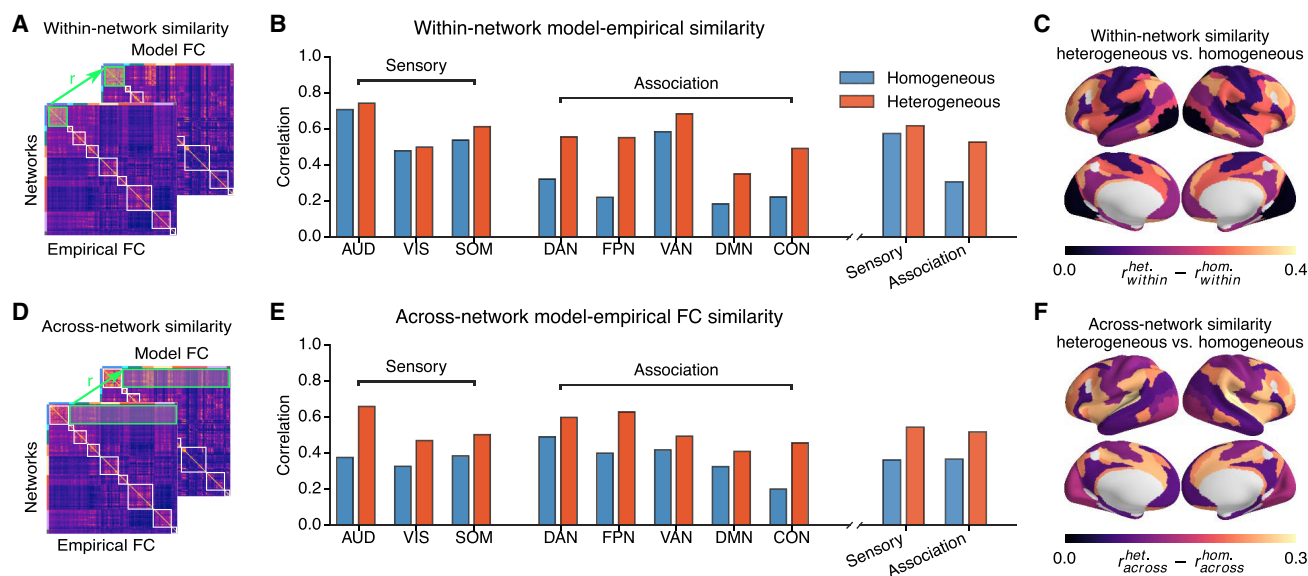 A
Within-network similarity
Model FC
r
Networks
Empirical FC
B
Within-network model-empirical similarity
Correlation
1.0
0.8
0.6
0.4
0.2
0.0
Sensory
Association
Homogeneous
Heterogeneous
AUD VIS SOM DAN FPN VAN DMN CON Sensory Association
C
Within-network similarity
heterogeneous vs. homogeneous
0.0 0.4
r^{het.}_{within} − r^{hom.}_{within}
D
Across-network similarity
Model FC
r
Networks
Empirical FC
E
Across-network model-empirical FC similarity
Correlation
1.0
0.8
0.6
0.4
0.2
0.0
Sensory
Association
AUD VIS SOM DAN FPN VAN DMN CON Sensory Association
F
Across-network similarity
heterogeneous vs. homogeneous
0.0 0.3
r^{het.}_{across} − r^{hom.}_{across}